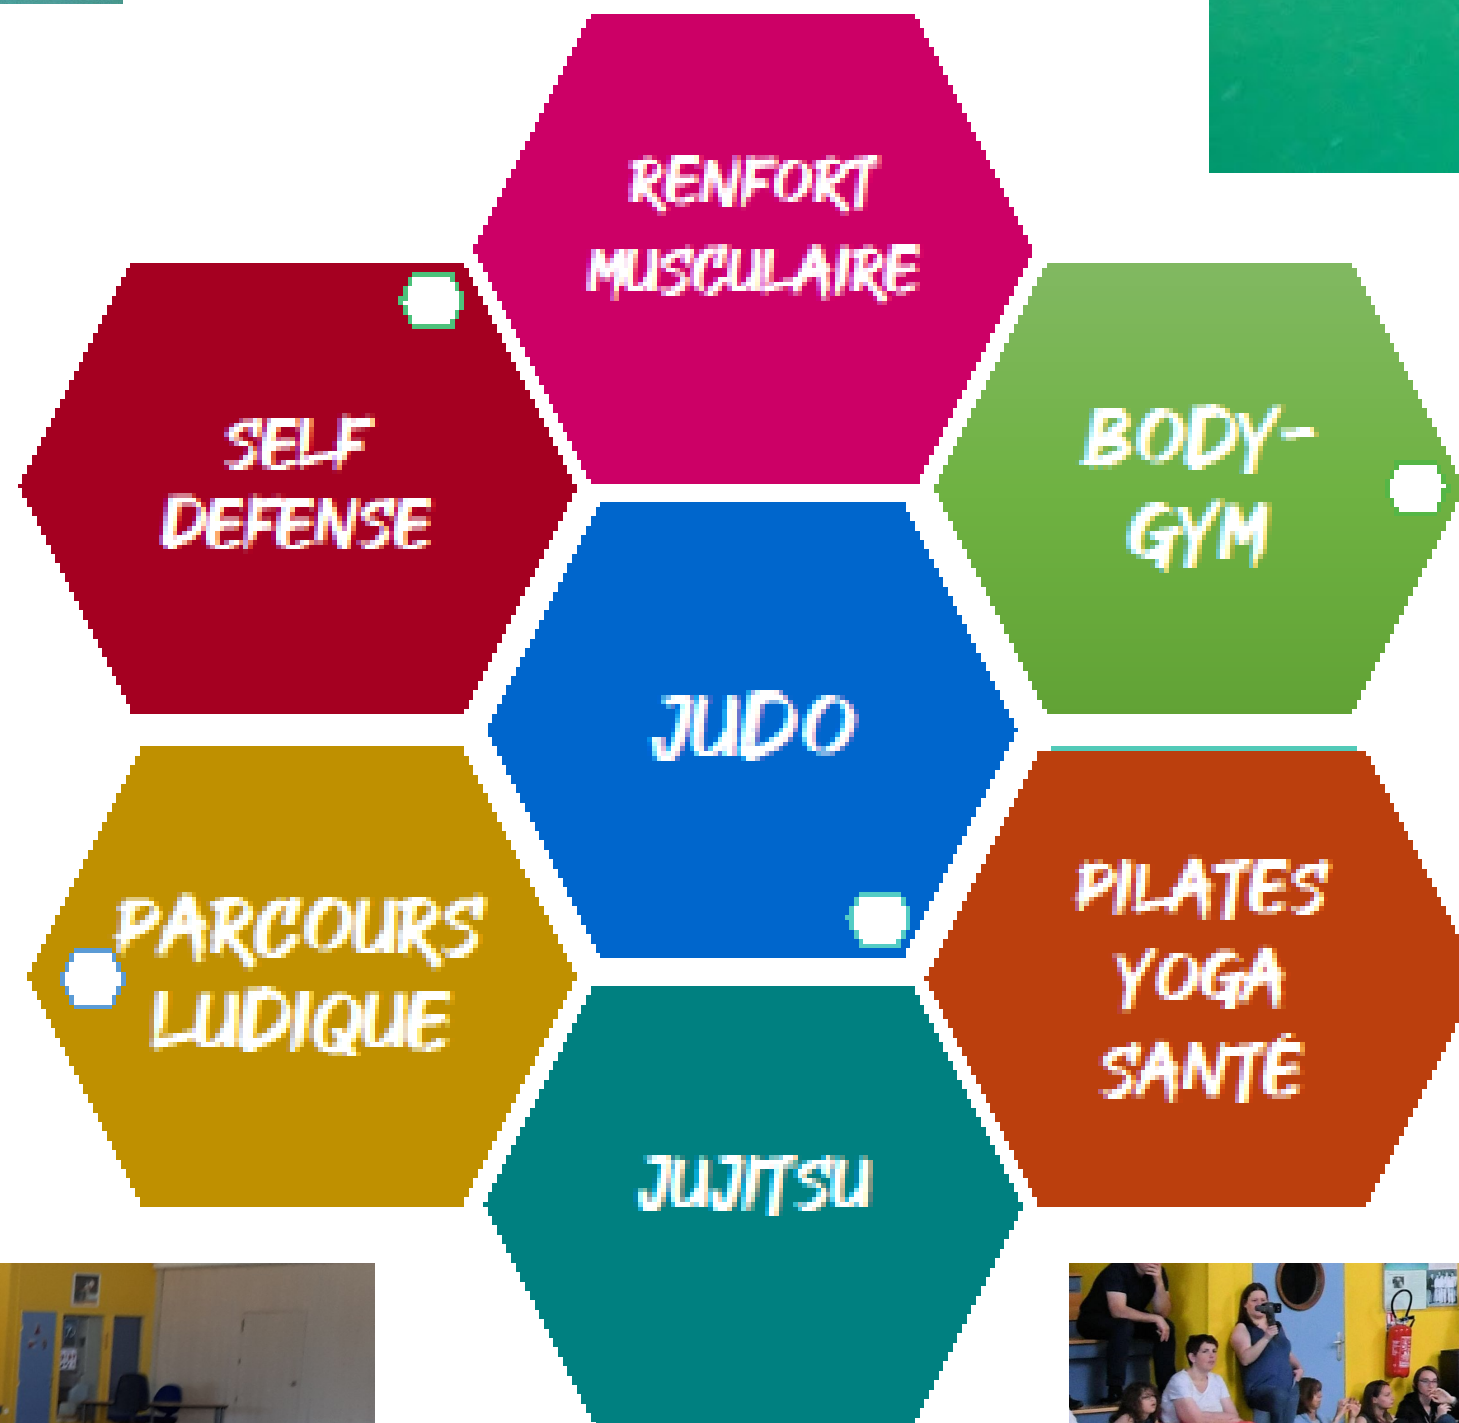 RENFORT
MUSCULAIRE
SELF
DEFENSE
BODY-
GYM
JUDO
PARCOURS
LUDIQUE
PILATES
YOGA
SANTÉ
JUJITSU